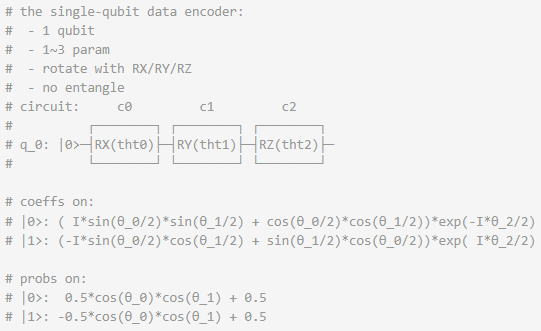 # the single-qubit data encoder:
#  - 1 qubit
#  - 1~3 param
#  - rotate with RX/RY/RZ
#  - no entangle
# circuit:     c0         c1         c2
#          ┌────────┐ ┌────────┐ ┌────────┐
# q_0: |0>─┤RX(tht0)├─┤RY(tht1)├─┤RZ(tht2)├─
#          └────────┘ └────────┘ └────────┘

# coeffs on:
# |0>: ( I*sin(θ_0/2)*sin(θ_1/2) + cos(θ_0/2)*cos(θ_1/2))*exp(-I*θ_2/2)
# |1>: (-I*sin(θ_0/2)*cos(θ_1/2) + sin(θ_1/2)*cos(θ_0/2))*exp( I*θ_2/2)

# probs on:
# |0>:  0.5*cos(θ_0)*cos(θ_1) + 0.5
# |1>: -0.5*cos(θ_0)*cos(θ_1) + 0.5